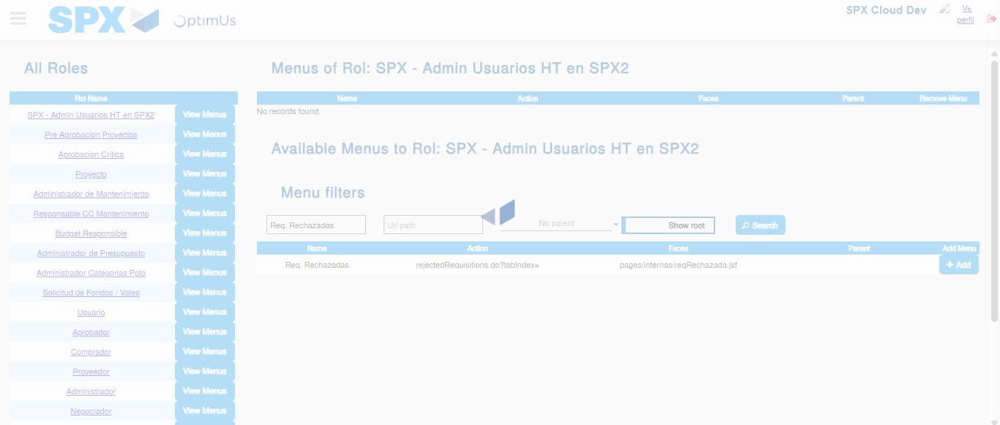 SPX OptimUs
SPX Cloud Dev
perfil
All Roles
Rol Name
SPX - Admin Usuarios HT en SPX2 View Menus
Pre Aprobacion Proyectos View Menus
Aprobacion Critica View Menus
Proyecto View Menus
Administrador de Mantenimiento View Menus
Responsable CC Mantenimiento View Menus
Budget Responsible View Menus
Administrador de Presupuesto View Menus
Administrador Categorias Ppto View Menus
Solicitud de Fondos / Vales View Menus
Usuario View Menus
Aprobador View Menus
Comprador View Menus
Proveedor View Menus
Administrador View Menus
Negociador View Menus
Menus of Rol: SPX - Admin Usuarios HT en SPX2
Name Action Faces Parent Remove Menu
No records found.
Available Menus to Rol: SPX - Admin Usuarios HT en SPX2
Menu filters
Req. Rechazadas Url path No parent Show root Search
Name Action Faces Parent Add Menu
Req. Rechazadas rejectedRequisitions.do?tabIndex= pages/internas/reqRechazada.jsf Add